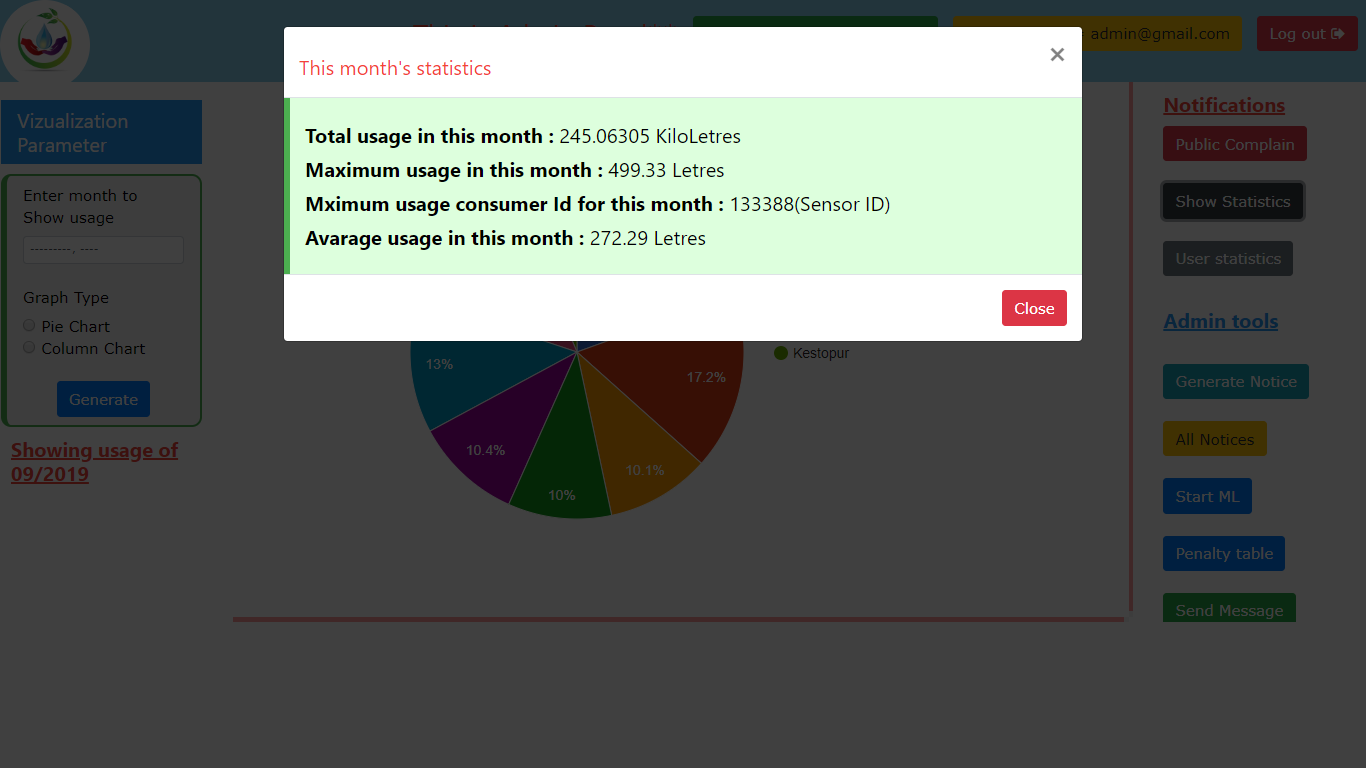 admin@gmail.com
Log out
This month's statistics
×
Total usage in this month : 245.06305 KiloLetres
Maximum usage in this month : 499.33 Letres
Mximum usage consumer Id for this month : 133388(Sensor ID)
Avarage usage in this month : 272.29 Letres
Close
Vizualization
Parameter
Enter month to
Show usage
---------, ----
Graph Type
Pie Chart
Column Chart
Generate
Showing usage of
09/2019
Kestopur
13%
17.2%
10.4%
10.1%
10%
Notifications
Public Complain
Show Statistics
User statistics
Admin tools
Generate Notice
All Notices
Start ML
Penalty table
Send Message